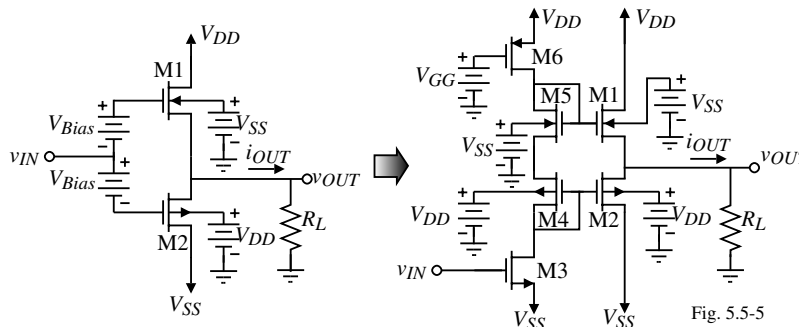 VDD
M1
VBias
VSS
vIN
iOUT
vOUT
VBias
RL
M2
VDD
VSS
VDD
VDD
M6
VGG
M5
M1
VSS
VSS
iOUT
vOUT
VDD
M4
M2
VDD
RL
vIN
M3
VSS
VSS
Fig. 5.5-5